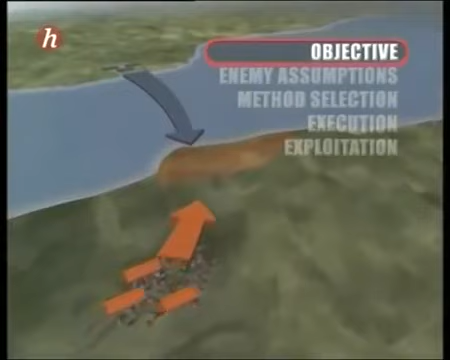 h
OBJECTIVE
ENEMY ASSUMPTIONS
METHOD SELECTION
EXECUTION
EXPLOITATION